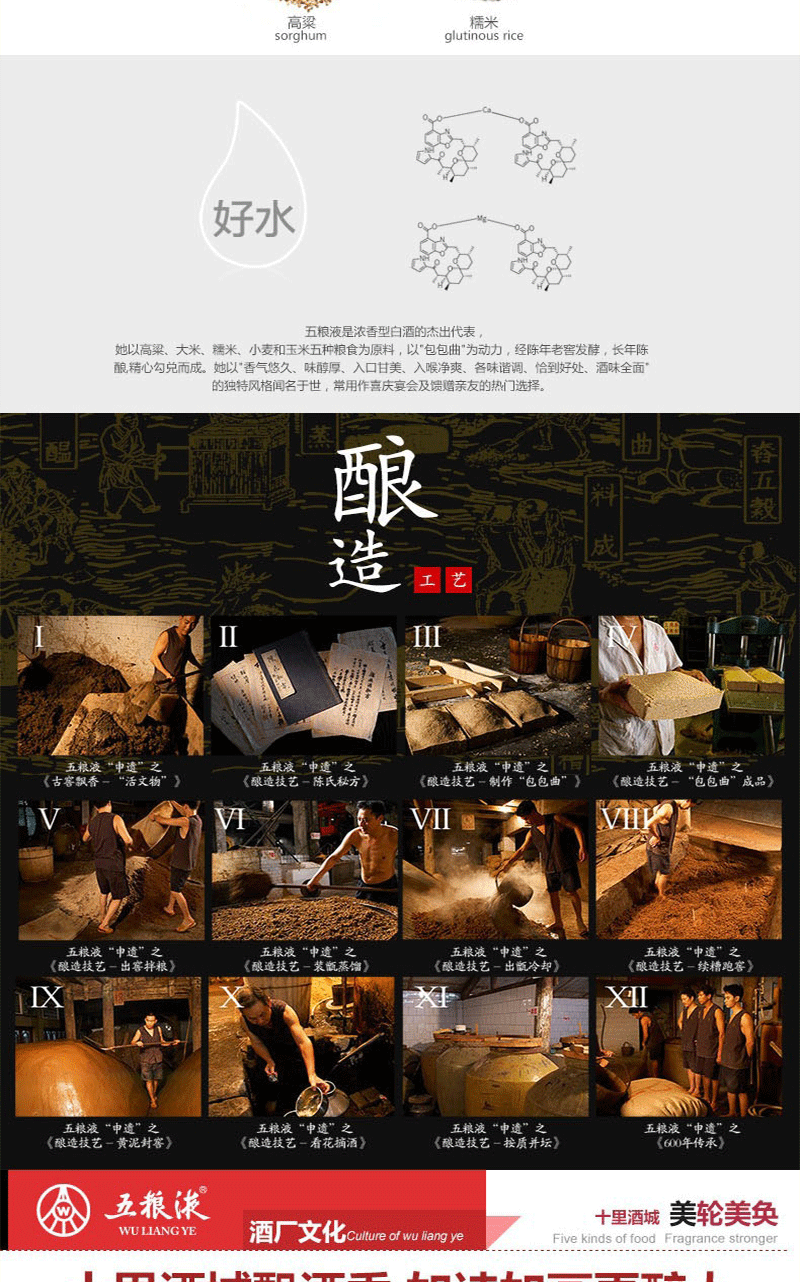 高粱
sorghum
糯米
glutinous rice
好水
Ca
Mg
五粮液是浓香型白酒的杰出代表，
她以高粱、大米、糯米、小麦和玉米五种粮食为原料，以"包包曲"为动力，经陈年老窖发酵，长年陈
酿,精心勾兑而成。她以"香气悠久、味醇厚、入口甘美、入喉净爽、各味谐调、恰到好处、酒味全面"
的独特风格闻名于世，常用作喜庆宴会及馈赠亲友的热门选择。
酿
造
工艺
蒸
曲
料成
五穀
I
II
III
IV
五粮液“申遗”之
《古窖飘香－“活文物”》
五粮液“申遗”之
《酿造技艺－陈氏秘方》
五粮液“申遗”之
《酿造技艺－制作“包包曲”》
五粮液“申遗”之
《酿造技艺－“包包曲”成品》
V
VI
VII
VIII
五粮液“申遗”之
《酿造技艺－出窖拌粮》
五粮液“申遗”之
《酿造技艺－装甑蒸馏》
五粮液“申遗”之
《酿造技艺－出甑冷却》
五粮液“申遗”之
《酿造技艺－续糟跑窖》
IX
X
XI
XII
五粮液“申遗”之
《酿造技艺－黄泥封窖》
五粮液“申遗”之
《酿造技艺－看花摘酒》
五粮液“申遗”之
《酿造技艺－按质并坛》
五粮液“申遗”之
《600年传承》
五粮液®
WU LIANG YE
酒厂文化Culture of wu liang ye
十里酒城 美轮美奂
Five kinds of food Fragrance stronger